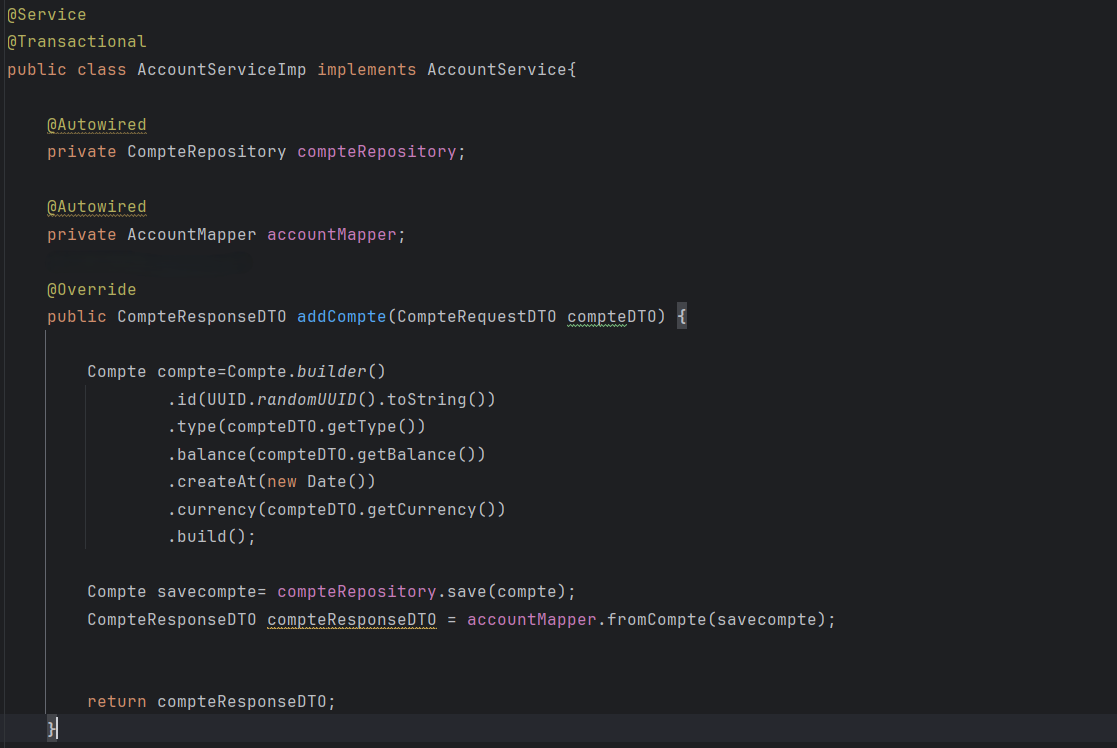 @Service
@Transactional
public class AccountServiceImp implements AccountService{
@Autowired
private CompteRepository compteRepository;
@Autowired
private AccountMapper accountMapper;
@Override
public CompteResponseDTO addCompte(CompteRequestDTO compteDTO) {
Compte compte=Compte.builder()
.id(UUID.randomUUID().toString())
.type(compteDTO.getType())
.balance(compteDTO.getBalance())
.createAt(new Date())
.currency(compteDTO.getCurrency())
.build();
Compte savecompte= compteRepository.save(compte);
CompteResponseDTO compteResponseDTO = accountMapper.fromCompte(savecompte);
return compteResponseDTO;
}